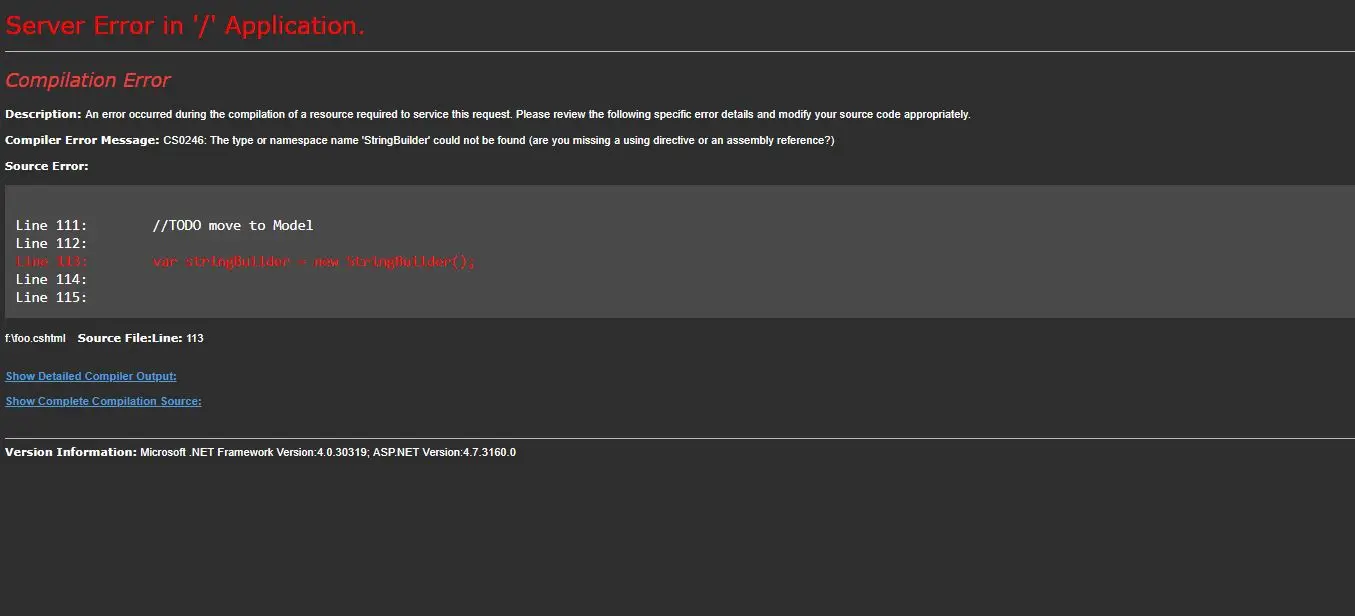 Server Error in '/' Application.
Compilation Error
Description: An error occurred during the compilation of a resource required to service this request. Please review the following specific error details and modify your source code appropriately.
Compiler Error Message: CS0246: The type or namespace name 'StringBuilder' could not be found (are you missing a using directive or an assembly reference?)
Source Error:
Line 111:        //TODO move to Model
Line 112:
Line 113:        var stringBuilder = new StringBuilder();
Line 114:
Line 115:
f:\foo.cshtml    Source File:Line: 113
Show Detailed Compiler Output:
Show Complete Compilation Source:
Version Information: Microsoft .NET Framework Version:4.0.30319; ASP.NET Version:4.7.3160.0